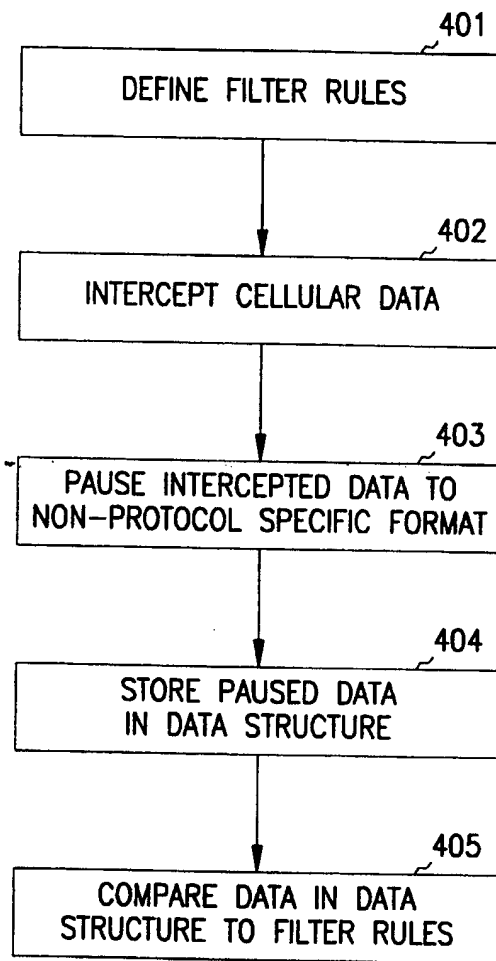 401
DEFINE FILTER RULES
402
INTERCEPT CELLULAR DATA
403
PAUSE INTERCEPTED DATA TO
NON-PROTOCOL SPECIFIC FORMAT
404
STORE PAUSED DATA
IN DATA STRUCTURE
405
COMPARE DATA IN DATA
STRUCTURE TO FILTER RULES